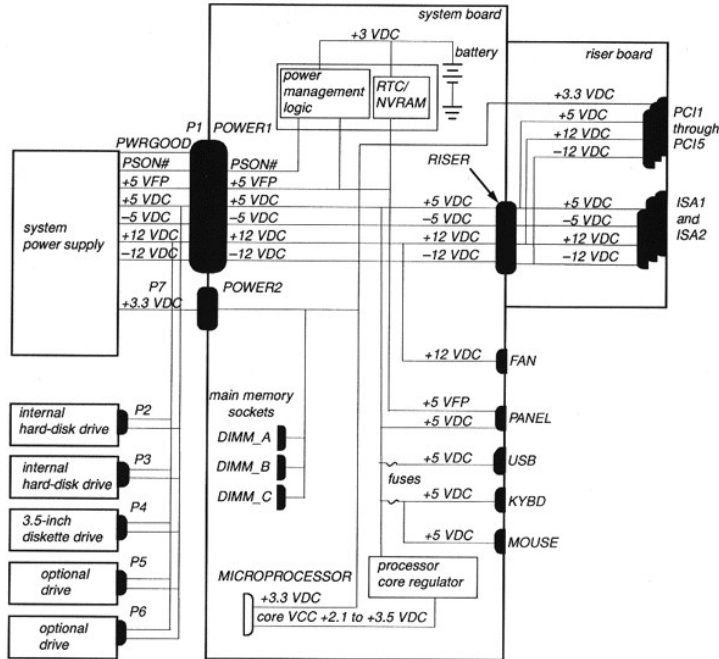 system board
+3 VDC
battery
riser board
power
management
logic
RTC/
NVRAM
+3.3 VDC
+5 VDC
+12 VDC
–12 VDC
PCI1
through
PCI5
P1
POWER1
PWRGOOD
PSON#
+5 VFP
+5 VDC
–5 VDC
+12 VDC
–12 VDC
system
power supply
PSON#
+5 VFP
+5 VDC
–5 VDC
+12 VDC
–12 VDC
RISER
+5 VDC
–5 VDC
+12 VDC
–12 VDC
+5 VDC
–5 VDC
+12 VDC
–12 VDC
ISA1
and
ISA2
P7
+3.3 VDC
POWER2
+12 VDC
FAN
main memory
sockets
DIMM_A
DIMM_B
DIMM_C
+5 VFP
+5 VDC
PANEL
+5 VDC
USB
fuses
+5 VDC
KYBD
+5 VDC
MOUSE
internal
hard-disk drive
P2
internal
hard-disk drive
P3
3.5-inch
diskette drive
P4
optional
drive
P5
optional
drive
P6
MICROPROCESSOR
+3.3 VDC
core VCC +2.1 to +3.5 VDC
processor
core regulator